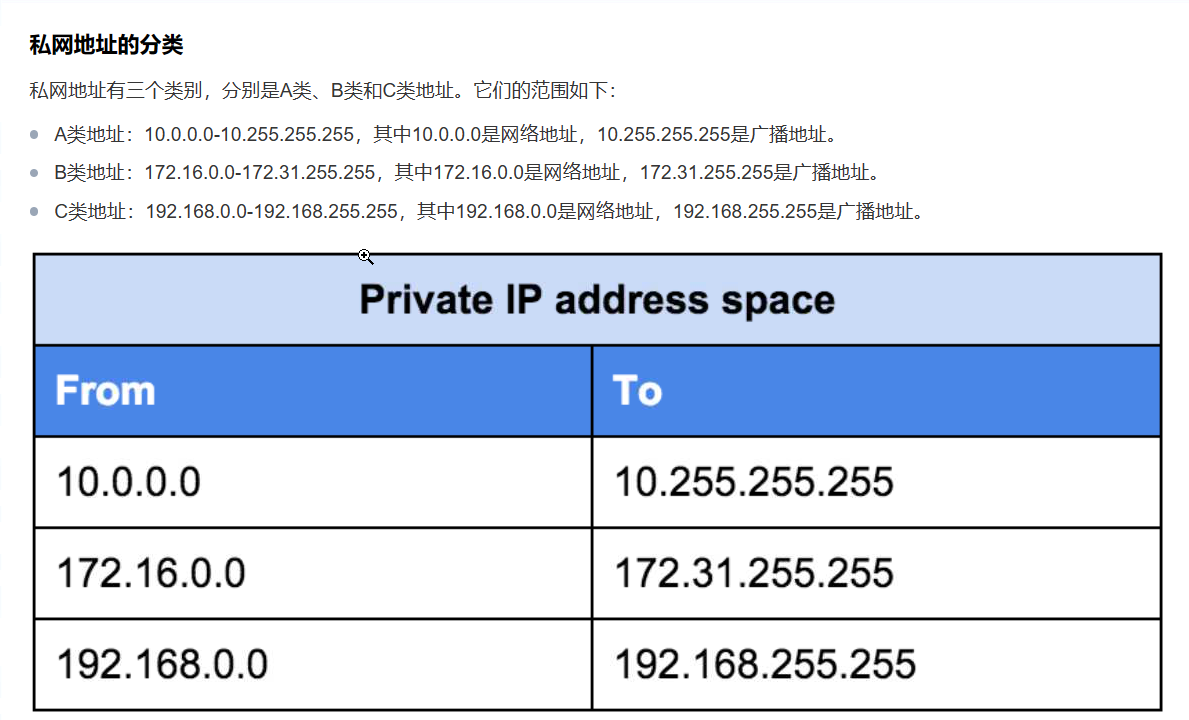 私网地址的分类
私网地址有三个类别，分别是A类、B类和C类地址。它们的范围如下：
A类地址：10.0.0.0-10.255.255.255，其中10.0.0.0是网络地址，10.255.255.255是广播地址。
B类地址：172.16.0.0-172.31.255.255，其中172.16.0.0是网络地址，172.31.255.255是广播地址。
C类地址：192.168.0.0-192.168.255.255，其中192.168.0.0是网络地址，192.168.255.255是广播地址。
Private IP address space
From To
10.0.0.0 10.255.255.255
172.16.0.0 172.31.255.255
192.168.0.0 192.168.255.255